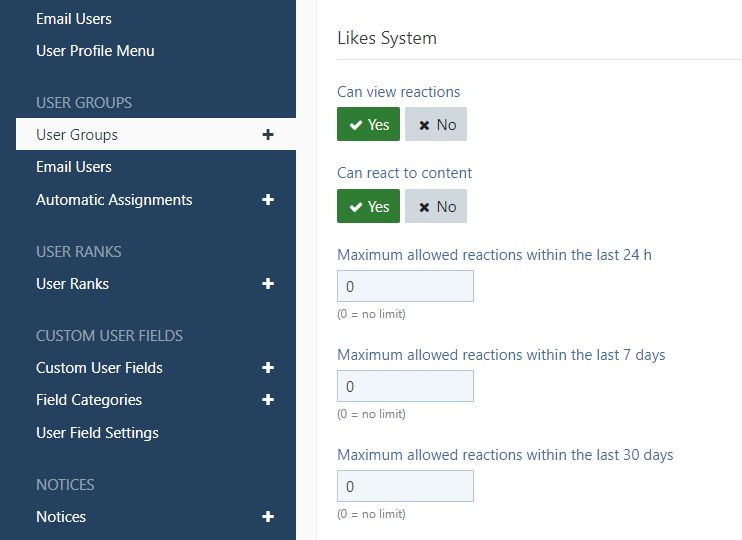 Email Users
User Profile Menu
USER GROUPS
User Groups
Email Users
Automatic Assignments
USER RANKS
User Ranks
CUSTOM USER FIELDS
Custom User Fields
Field Categories
User Field Settings
NOTICES
Notices
Likes System
Can view reactions
Yes No
Can react to content
Yes No
Maximum allowed reactions within the last 24 h
0
(0 = no limit)
Maximum allowed reactions within the last 7 days
0
(0 = no limit)
Maximum allowed reactions within the last 30 days
0
(0 = no limit)